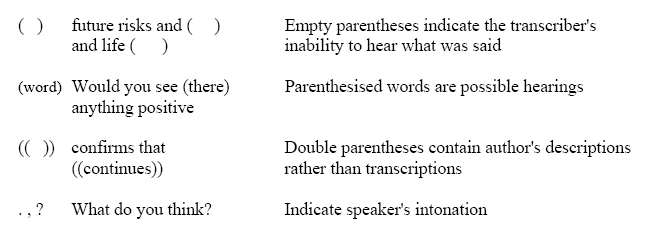 ( ) future risks and ( ) Empty parentheses indicate the transcriber's
and life ( ) inability to hear what was said
(word) Would you see (there) Parenthesised words are possible hearings
anything positive
(( )) confirms that Double parentheses contain author's descriptions
((continues)) rather than transcriptions
. , ? What do you think? Indicate speaker's intonation